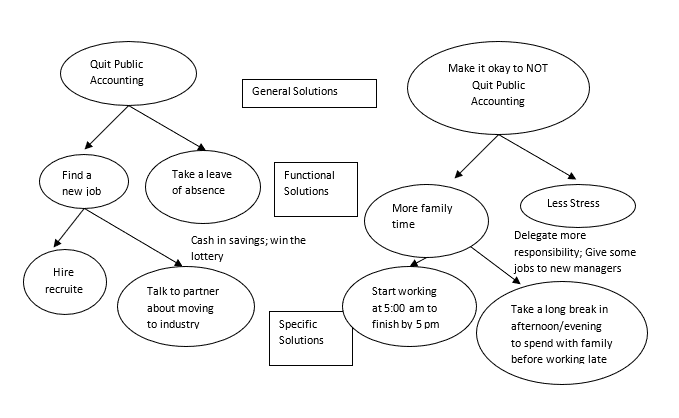 Quit Public
Accounting
General Solutions
Make it okay to NOT
Quit Public
Accounting
Find a
new job
Take a leave
of absence
Functional
Solutions
More family
time
Less Stress
Cash in savings; win the
lottery
Delegate more
responsibility; Give some
jobs to new managers
Hire
recruite
Talk to partner
about moving
to industry
Specific
Solutions
Start working
at 5:00 am to
finish by 5 pm
Take a long break in
afternoon/evening
to spend with family
before working late